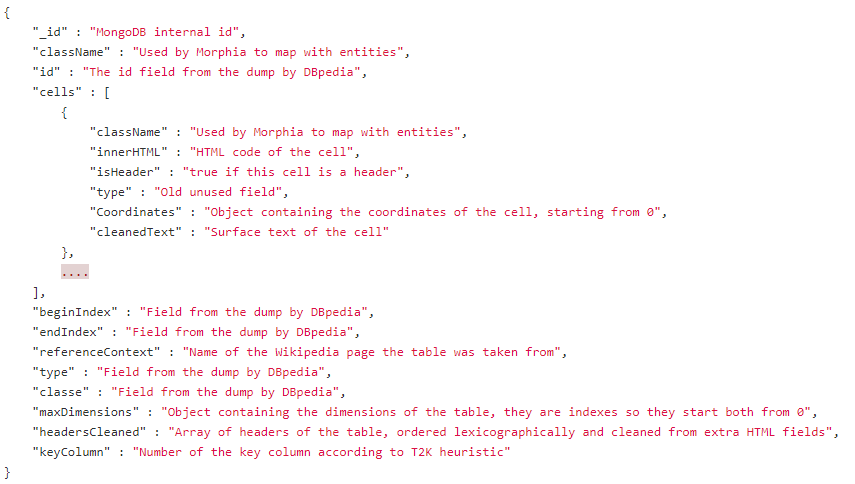 {
    "_id" : "MongoDB internal id",
    "className" : "Used by Morphia to map with entities",
    "id" : "The id field from the dump by DBpedia",
    "cells" : [
        {
            "className" : "Used by Morphia to map with entities",
            "innerHTML" : "HTML code of the cell",
            "isHeader" : "true if this cell is a header",
            "type" : "Old unused field",
            "Coordinates" : "Object containing the coordinates of the cell, starting from 0",
            "cleanedText" : "Surface text of the cell"
        },
        ....
    ],
    "beginIndex" : "Field from the dump by DBpedia",
    "endIndex" : "Field from the dump by DBpedia",
    "referenceContext" : "Name of the Wikipedia page the table was taken from",
    "type" : "Field from the dump by DBpedia",
    "classe" : "Field from the dump by DBpedia",
    "maxDimensions" : "Object containing the dimensions of the table, they are indexes so they start both from 0",
    "headersCleaned" : "Array of headers of the table, ordered lexicographically and cleaned from extra HTML fields",
    "keyColumn" : "Number of the key column according to T2K heuristic"
}